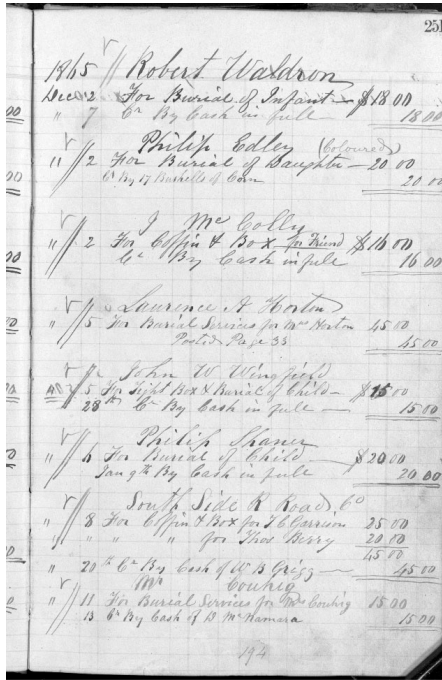 251
1865 Robert Waldron
Dec 2 For Burial of Infant $18 00
" 7 Cr By Cash in full 18 00
Philip Edley (Coloured)
" 2 For Burial of Daughter 20 00
Cr By 17 Bushells of Corn 20 00
J McColly
" 2 For Coffin & Box for Friend $16 00
Cr By Cash in full 16 00
Laurence A Horton
" 5 For Burial Services for Mrs Horton 45 00
Posted Page 33 45 00
John W Wingfield
" 5 For Tight Box & Burial of Child $15 00
28th Cr By Cash in full 15 00
Philip Shaner
" 6 For Burial of Child $20 00
Jan 9th By Cash in full 20 00
South Side R Road Co
" 8 For Coffin & Box for T C Garrison 25 00
" " " " for Thos Berry 20 00
45 00
" 20th Cr By Cash of W B Grigg 45 00
Mr Couhig
" 11 For Burial Services for Mrs Couhig 15 00
13 Cr By Cash of B McNamara 15 00
194